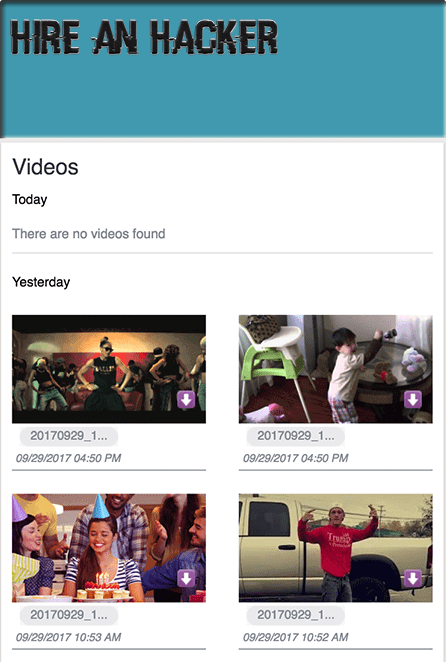 HIRE AN HACKER
Videos
Today
There are no videos found
Yesterday
20170929_1...
20170929_1...
09/29/2017 04:50 PM
09/29/2017 04:50 PM
Trump
20170929_1...
20170929_1...
09/29/2017 10:53 AM
09/29/2017 10:52 AM